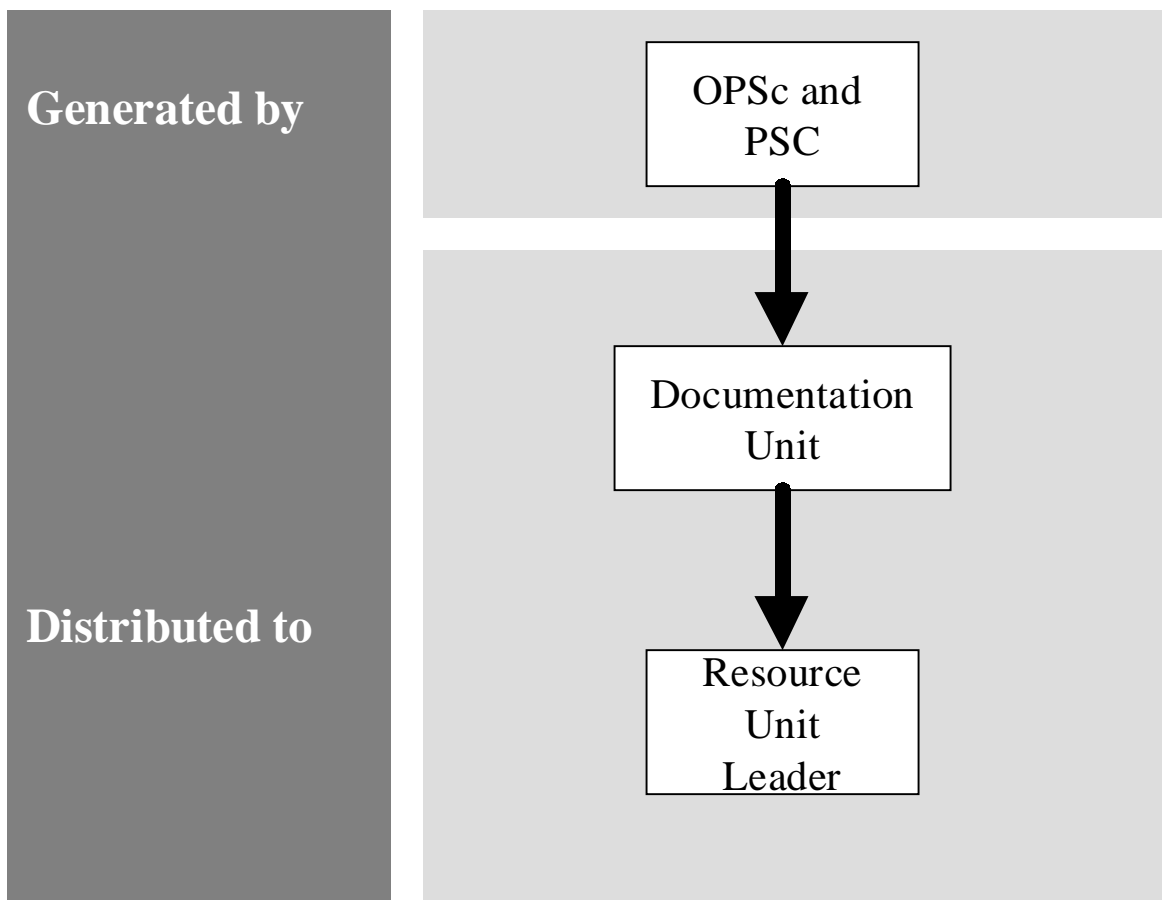 Generated by
OPSc and
PSC
Documentation
Unit
Distributed to
Resource
Unit
Leader